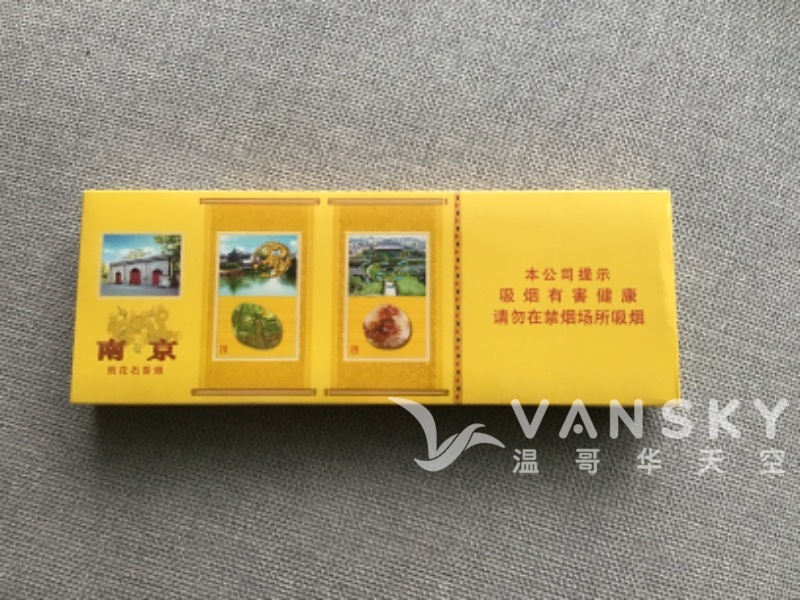 南京
雨花石香烟
本公司提示
吸烟有害健康
请勿在禁烟场所吸烟
VANSKY
温哥华天空